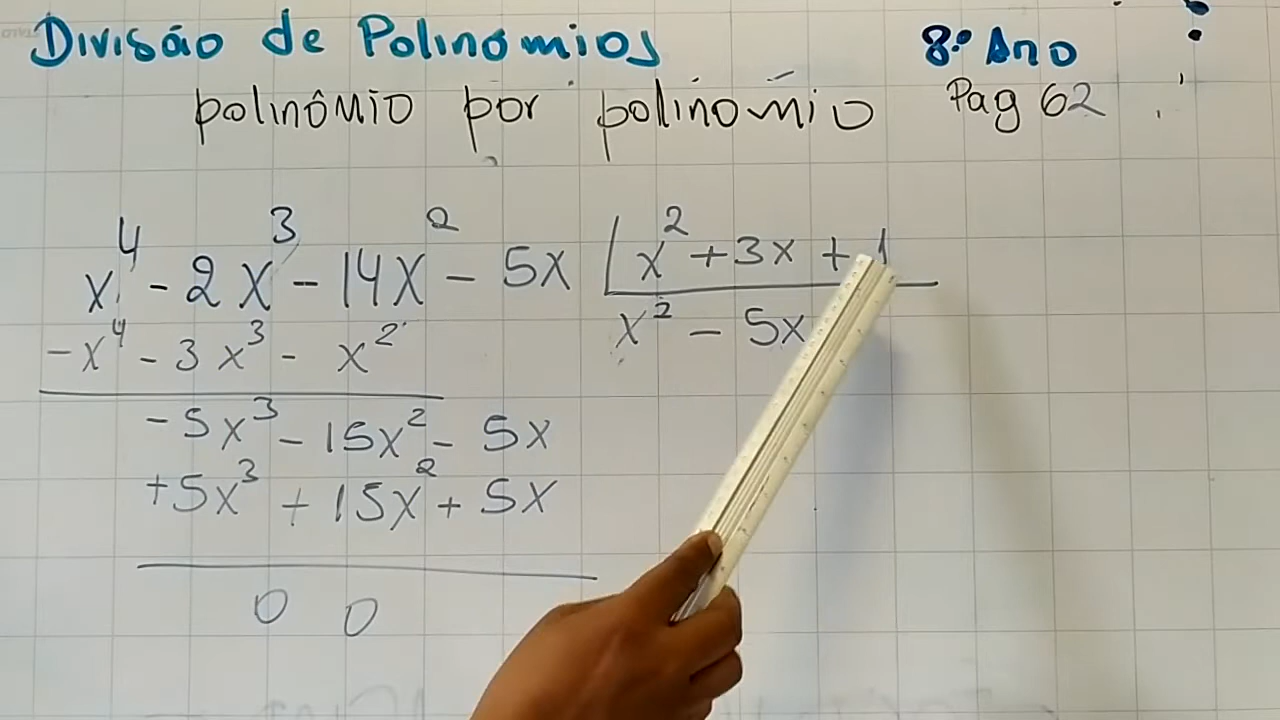 Divisão de Polinomios 8º Ano
polinômio por polinomio Pag 62
x⁴ - 2x³ - 14x² - 5x | x² + 3x + 1
-x⁴ - 3x³ - x² x² - 5x
-5x³ - 15x² - 5x
+5x³ + 15x² + 5x
0 0